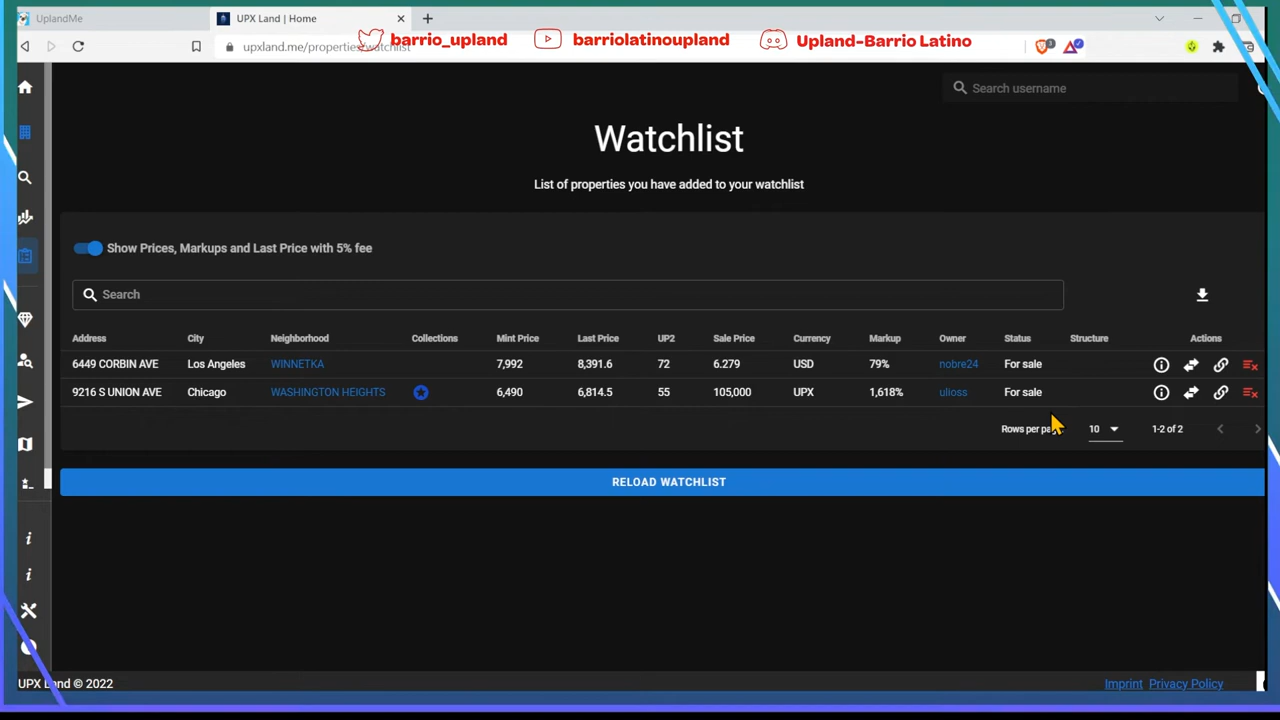 UplandMe
UPX Land | Home
barrio_upland
barriolatinoupland
Upland-Barrio Latino
upxland.me/properties/watchlist
Search username
Watchlist
List of properties you have added to your watchlist
Show Prices, Markups and Last Price with 5% fee
Search
Address City Neighborhood Collections Mint Price Last Price UP2 Sale Price Currency Markup Owner Status Structure Actions
6449 CORBIN AVE Los Angeles WINNETKA 7,992 8,391.6 72 6.279 USD 79% nobre24 For sale
9216 S UNION AVE Chicago WASHINGTON HEIGHTS 6,490 6,814.5 55 105,000 UPX 1,618% ulioss For sale
Rows per pa 10 1-2 of 2
RELOAD WATCHLIST
UPX Land © 2022
Imprint Privacy Policy